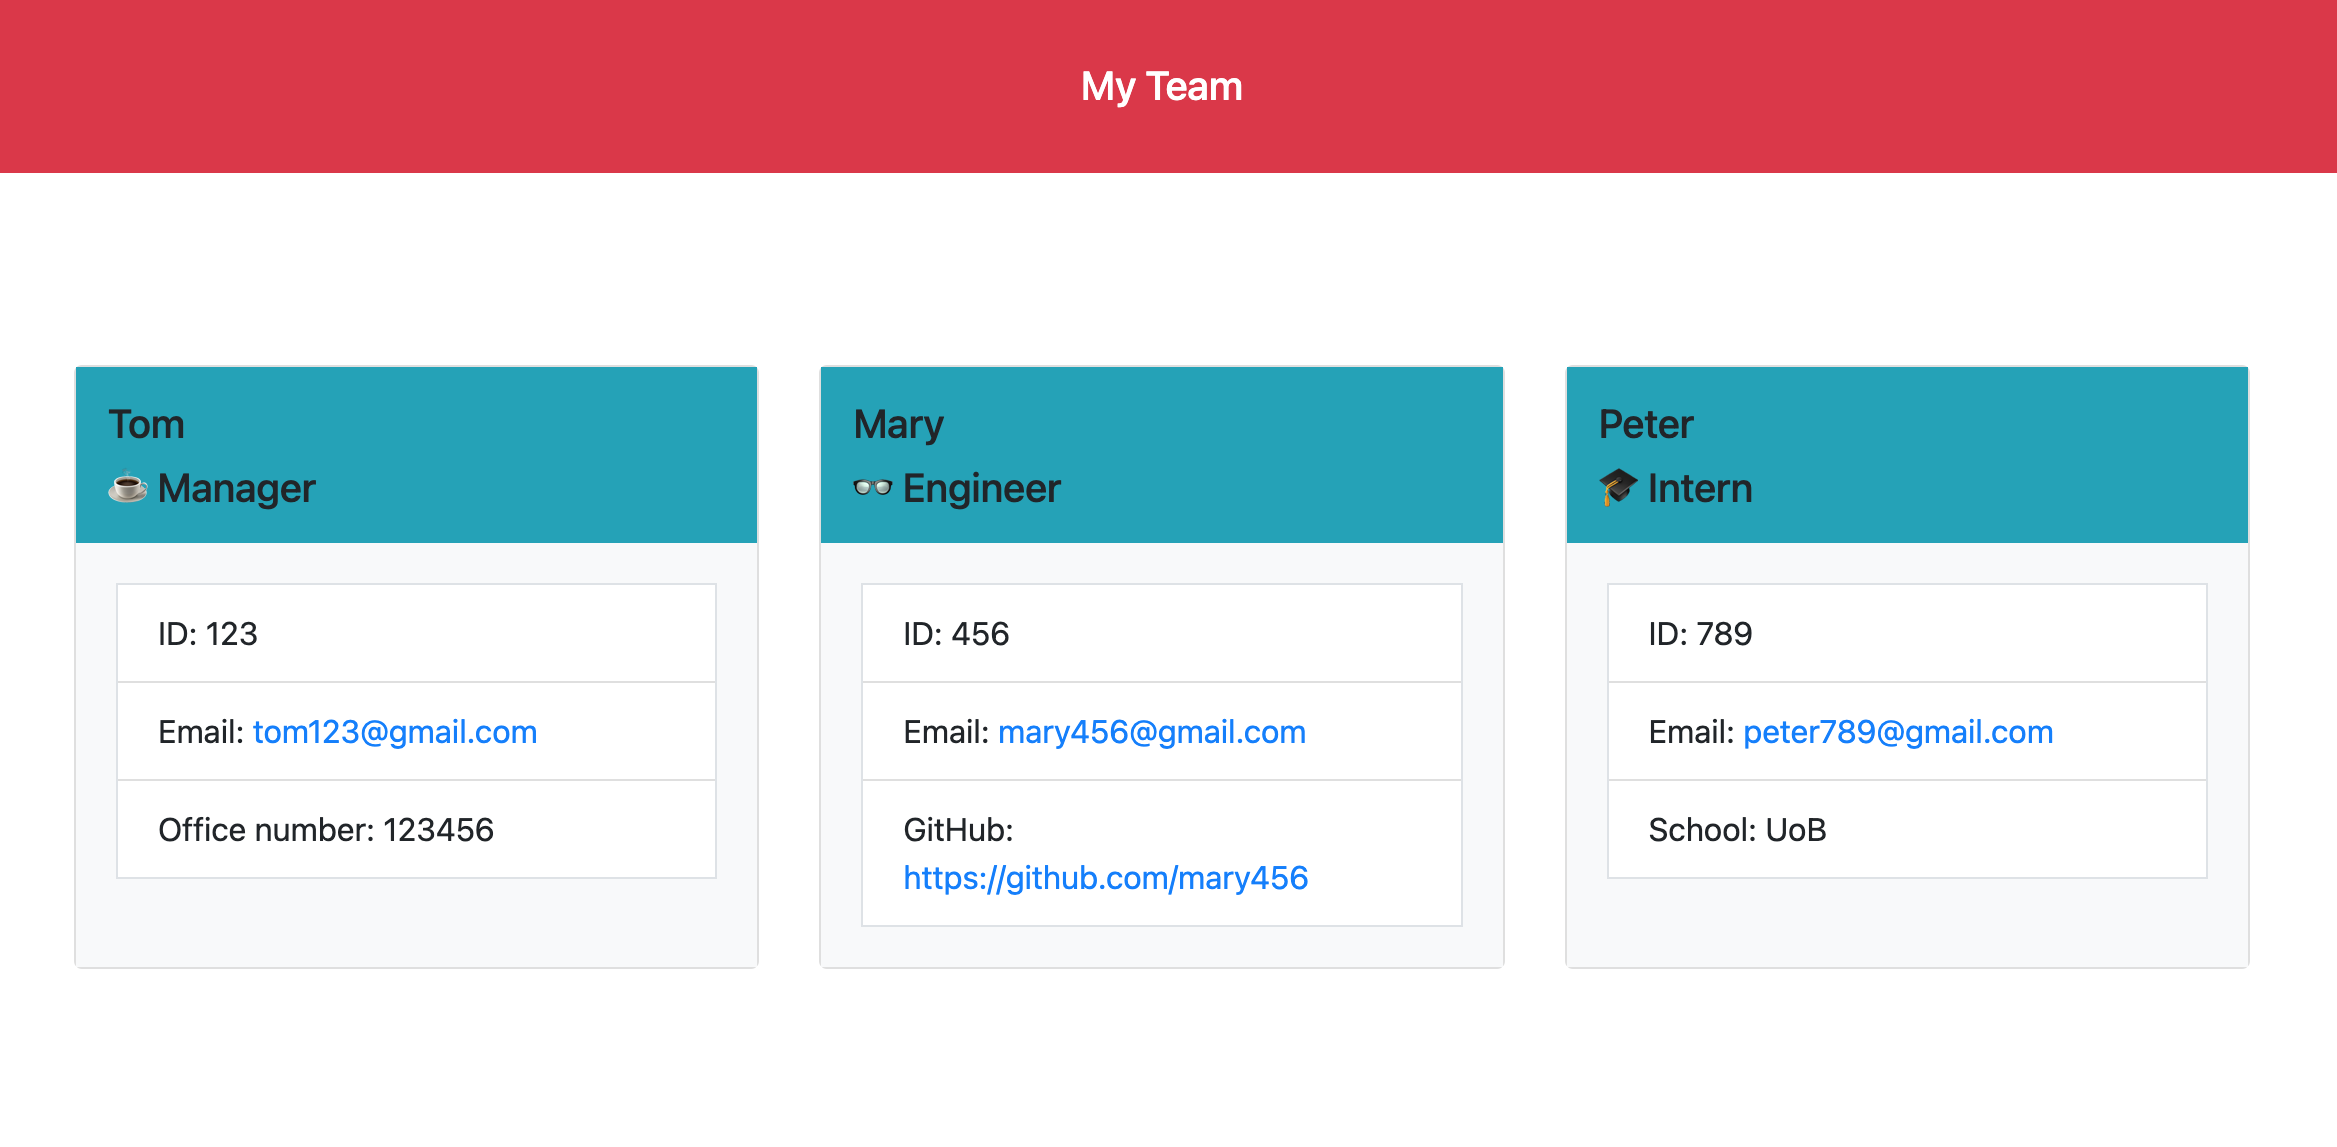 My Team
Tom
☕ Manager
ID: 123
Email: tom123@gmail.com
Office number: 123456
Mary
👓 Engineer
ID: 456
Email: mary456@gmail.com
GitHub:
https://github.com/mary456
Peter
🎓 Intern
ID: 789
Email: peter789@gmail.com
School: UoB